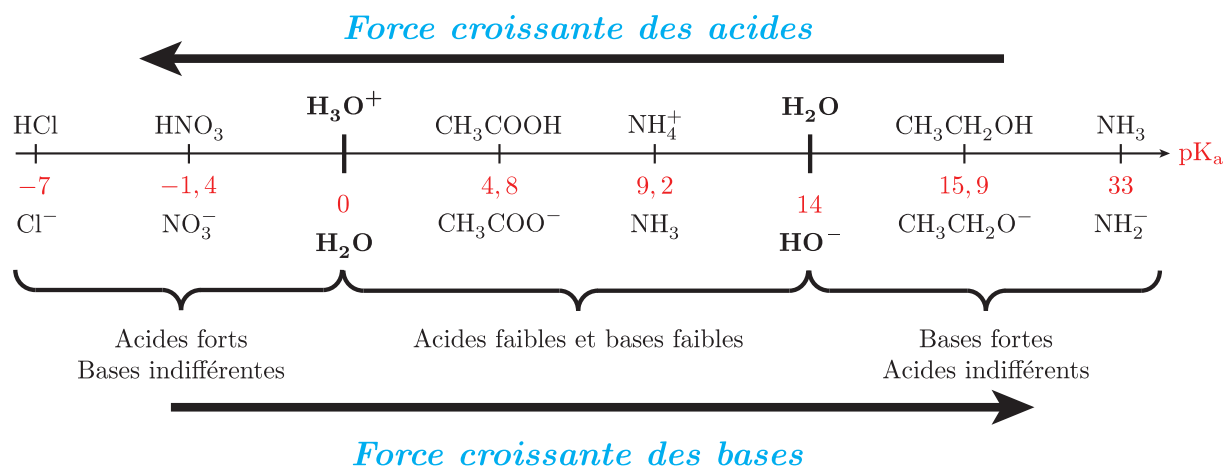 Force croissante des acides
HCl HNO₃ H₃O⁺ CH₃COOH NH₄⁺ H₂O CH₃CH₂OH NH₃
pKₐ
−7 −1,4 0 4,8 9,2 14 15,9 33
Cl⁻ NO₃⁻ H₂O CH₃COO⁻ NH₃ HO⁻ CH₃CH₂O⁻ NH₂⁻
Acides forts Acides faibles et bases faibles Bases fortes
Bases indifférentes Acides indifférents
Force croissante des bases